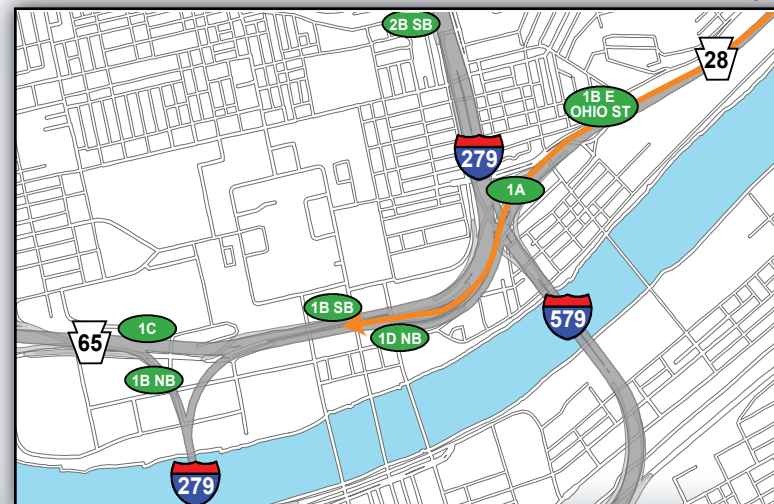 2B SB
28
1B E
OHIO ST
279
1A
1B SB
579
1C
65
1D NB
1B NB
279